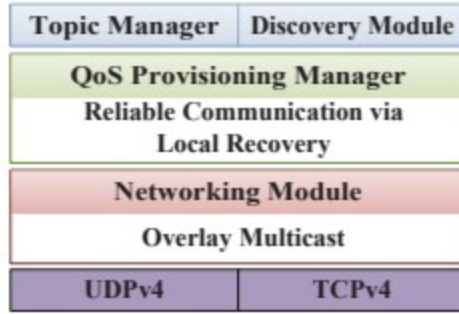 Topic Manager Discovery Module
QoS Provisioning Manager
Reliable Communication via
Local Recovery
Networking Module
Overlay Multicast
UDPv4 TCPv4